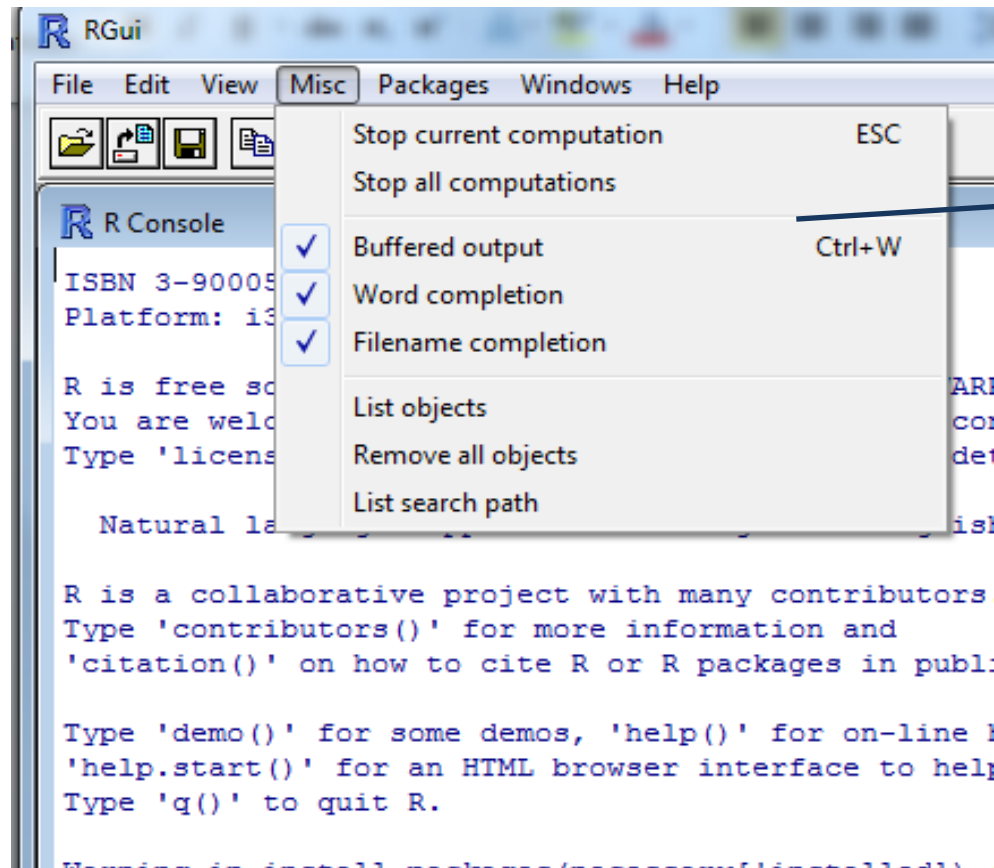 RGui
File Edit View Misc Packages Windows Help
Stop current computation ESC
Stop all computations
R Console
Buffered output Ctrl+W
ISBN 3-90005
Word completion
Platform: i3
Filename completion
R is free so
List objects
You are welc
Type 'licens
Remove all objects
List search path
Natural la
R is a collaborative project with many contributors
Type 'contributors()' for more information and
'citation()' on how to cite R or R packages in publi
Type 'demo()' for some demos, 'help()' for on-line h
'help.start()' for an HTML browser interface to help
Type 'q()' to quit R.